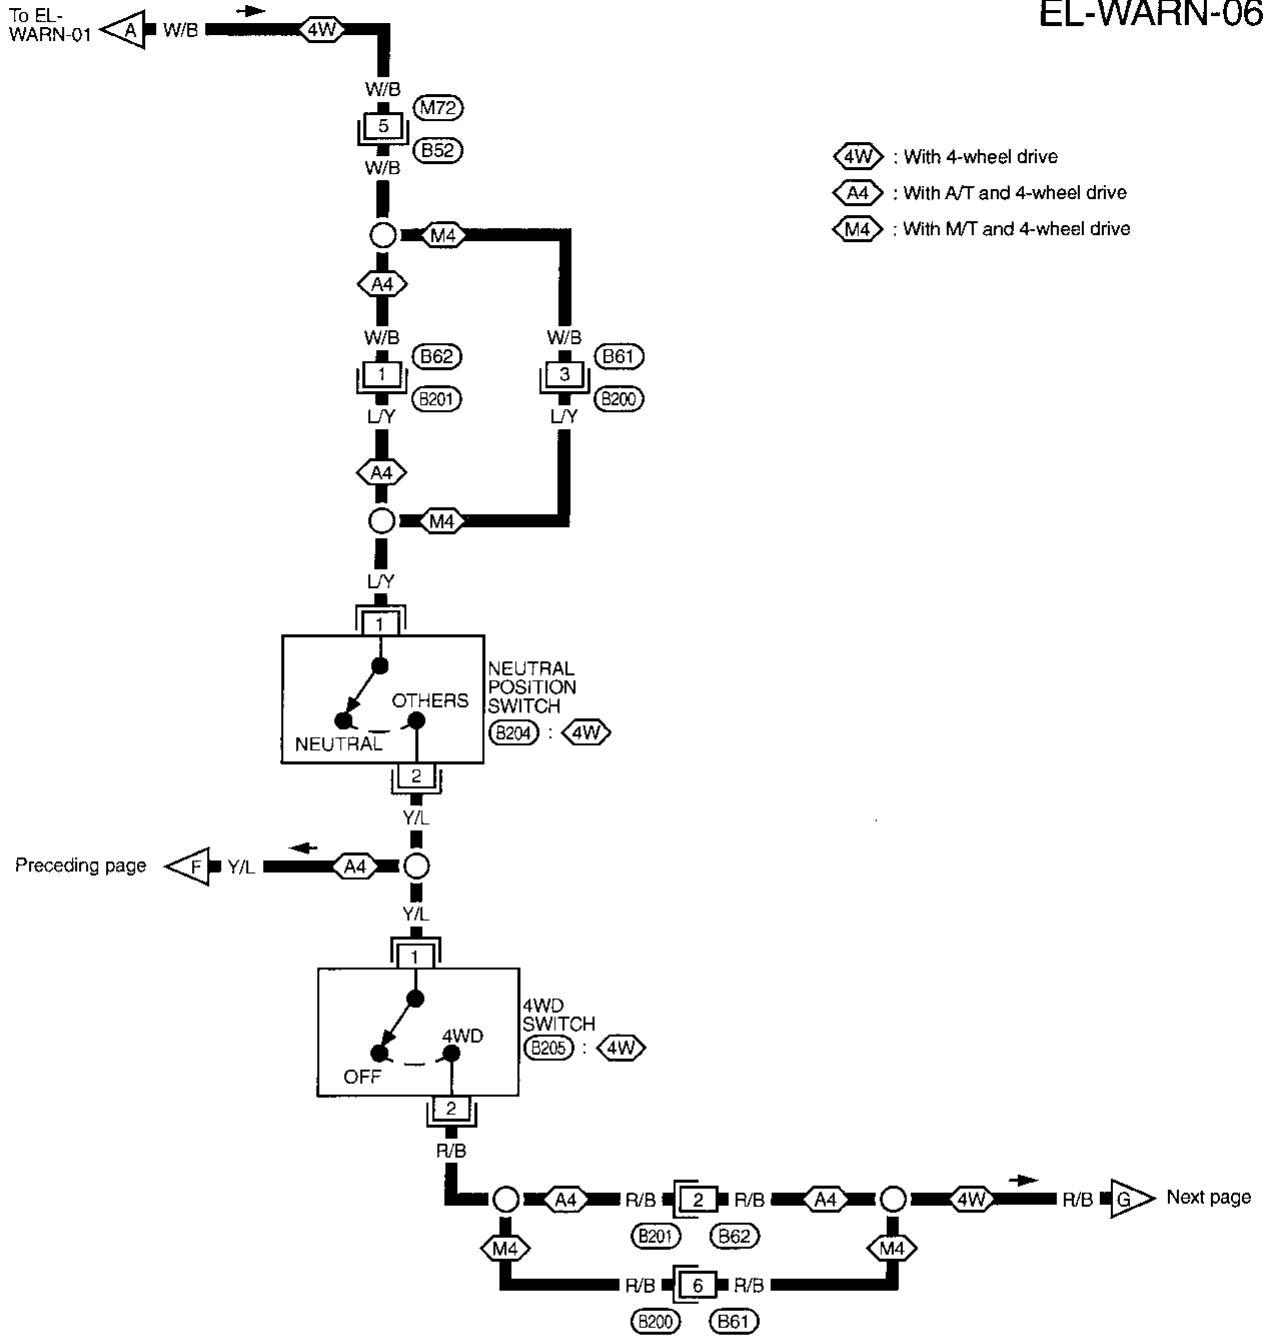 EL-WARN-06
To EL-
WARN-01
A
W/B
4W
W/B
M72
5
B52
W/B
4W : With 4-wheel drive
A4 : With A/T and 4-wheel drive
M4 : With M/T and 4-wheel drive
M4
A4
W/B
W/B
B62
B61
1
3
B201
B200
L/Y
L/Y
A4
M4
L/Y
1
NEUTRAL
POSITION
SWITCH
OTHERS
B204 : 4W
NEUTRAL
2
Y/L
Preceding page
F
Y/L
A4
Y/L
1
4WD
SWITCH
4WD
B205 : 4W
OFF
2
R/B
A4
R/B
2
R/B
A4
4W
R/B
G
Next page
B201
B62
M4
M4
R/B
6
R/B
B200
B61